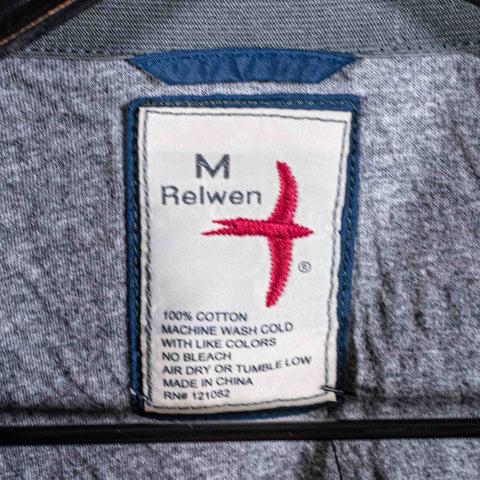 M
Relwen
®
100% COTTON
MACHINE WASH COLD
WITH LIKE COLORS
NO BLEACH
AIR DRY OR TUMBLE LOW
MADE IN CHINA
RN# 121082